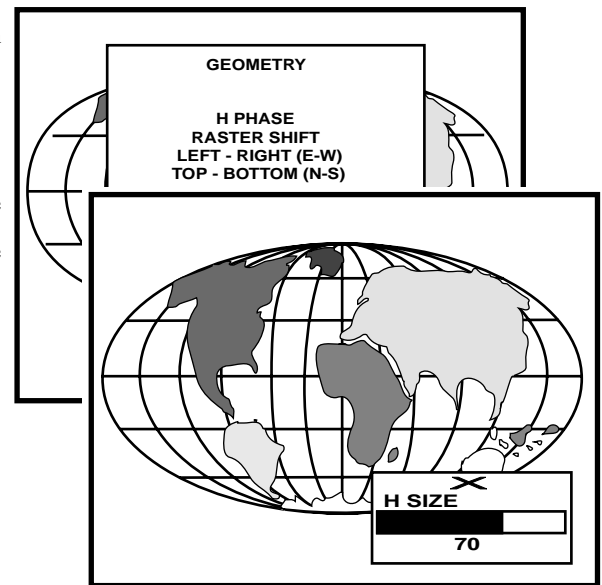 GEOMETRY
H PHASE
RASTER SHIFT
LEFT - RIGHT (E-W)
TOP - BOTTOM (N-S)
H SIZE
70